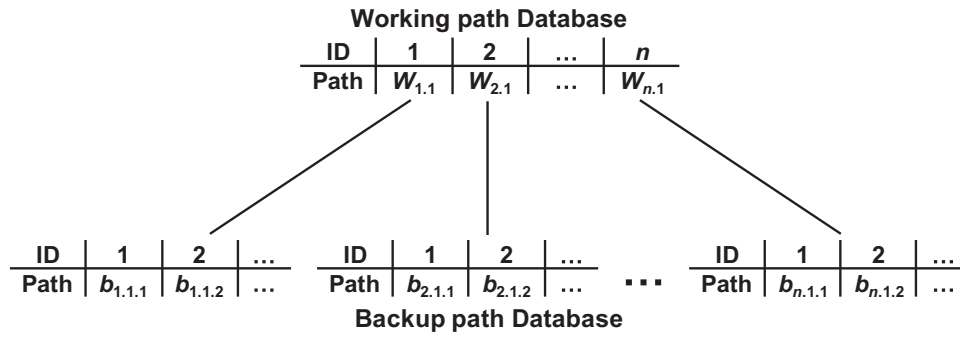 Working path Database
ID 1 2 ... n
Path W1.1 W2.1 ... Wn.1
ID 1 2 ... ID 1 2 ... ID 1 2 ...
Path b1.1.1 b1.1.2 ... Path b2.1.1 b2.1.2 ... ... Path bn.1.1 bn.1.2 ...
Backup path Database